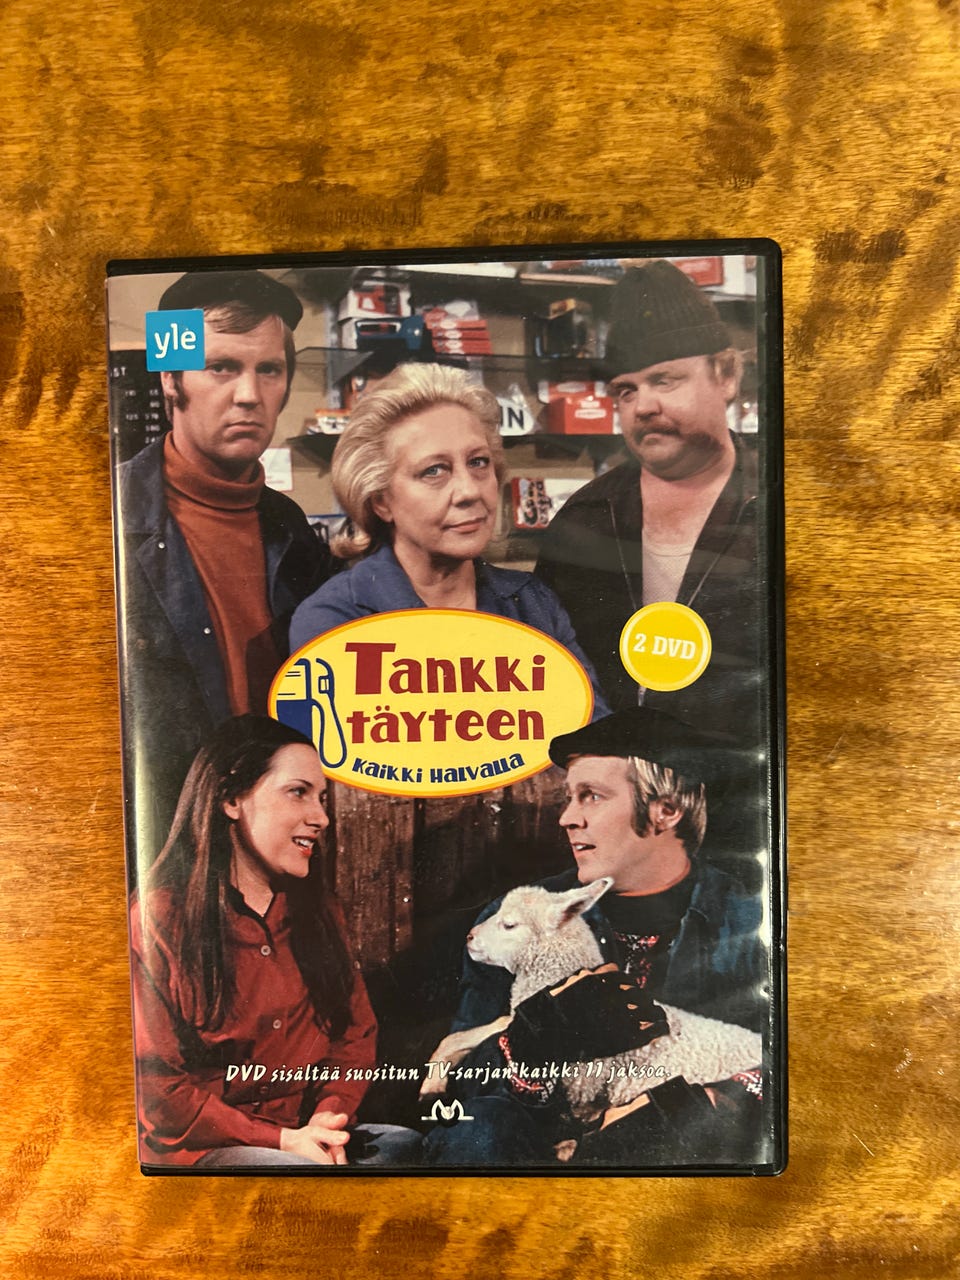 yle
Tankki
täyteen
KAIKKI HALVALLA
2 DVD
DVD sisältää suositun TV-sarjan kaikki 11 jaksoa.